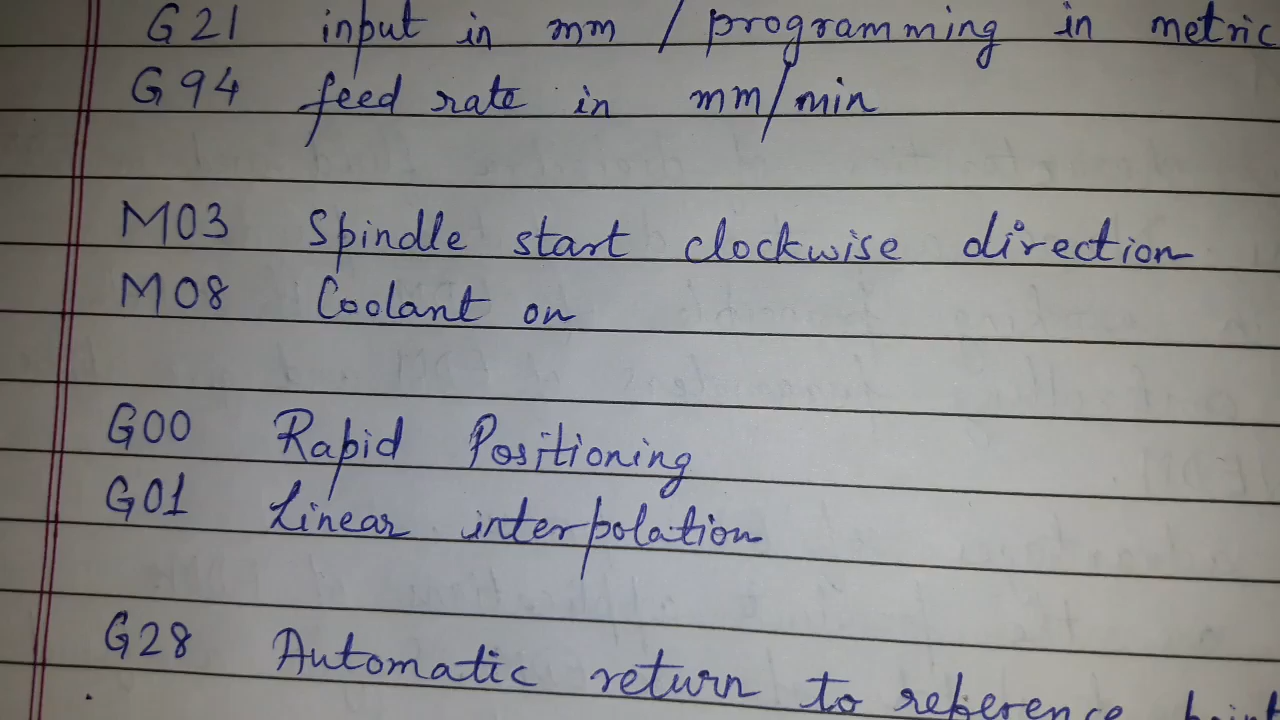 G21 input in mm / programming in metric
G94 feed rate in mm/min
M03 Spindle start clockwise direction
M08 Coolant on
G00 Rapid Positioning
G01 Linear interpolation
G28 Automatic return to reference point